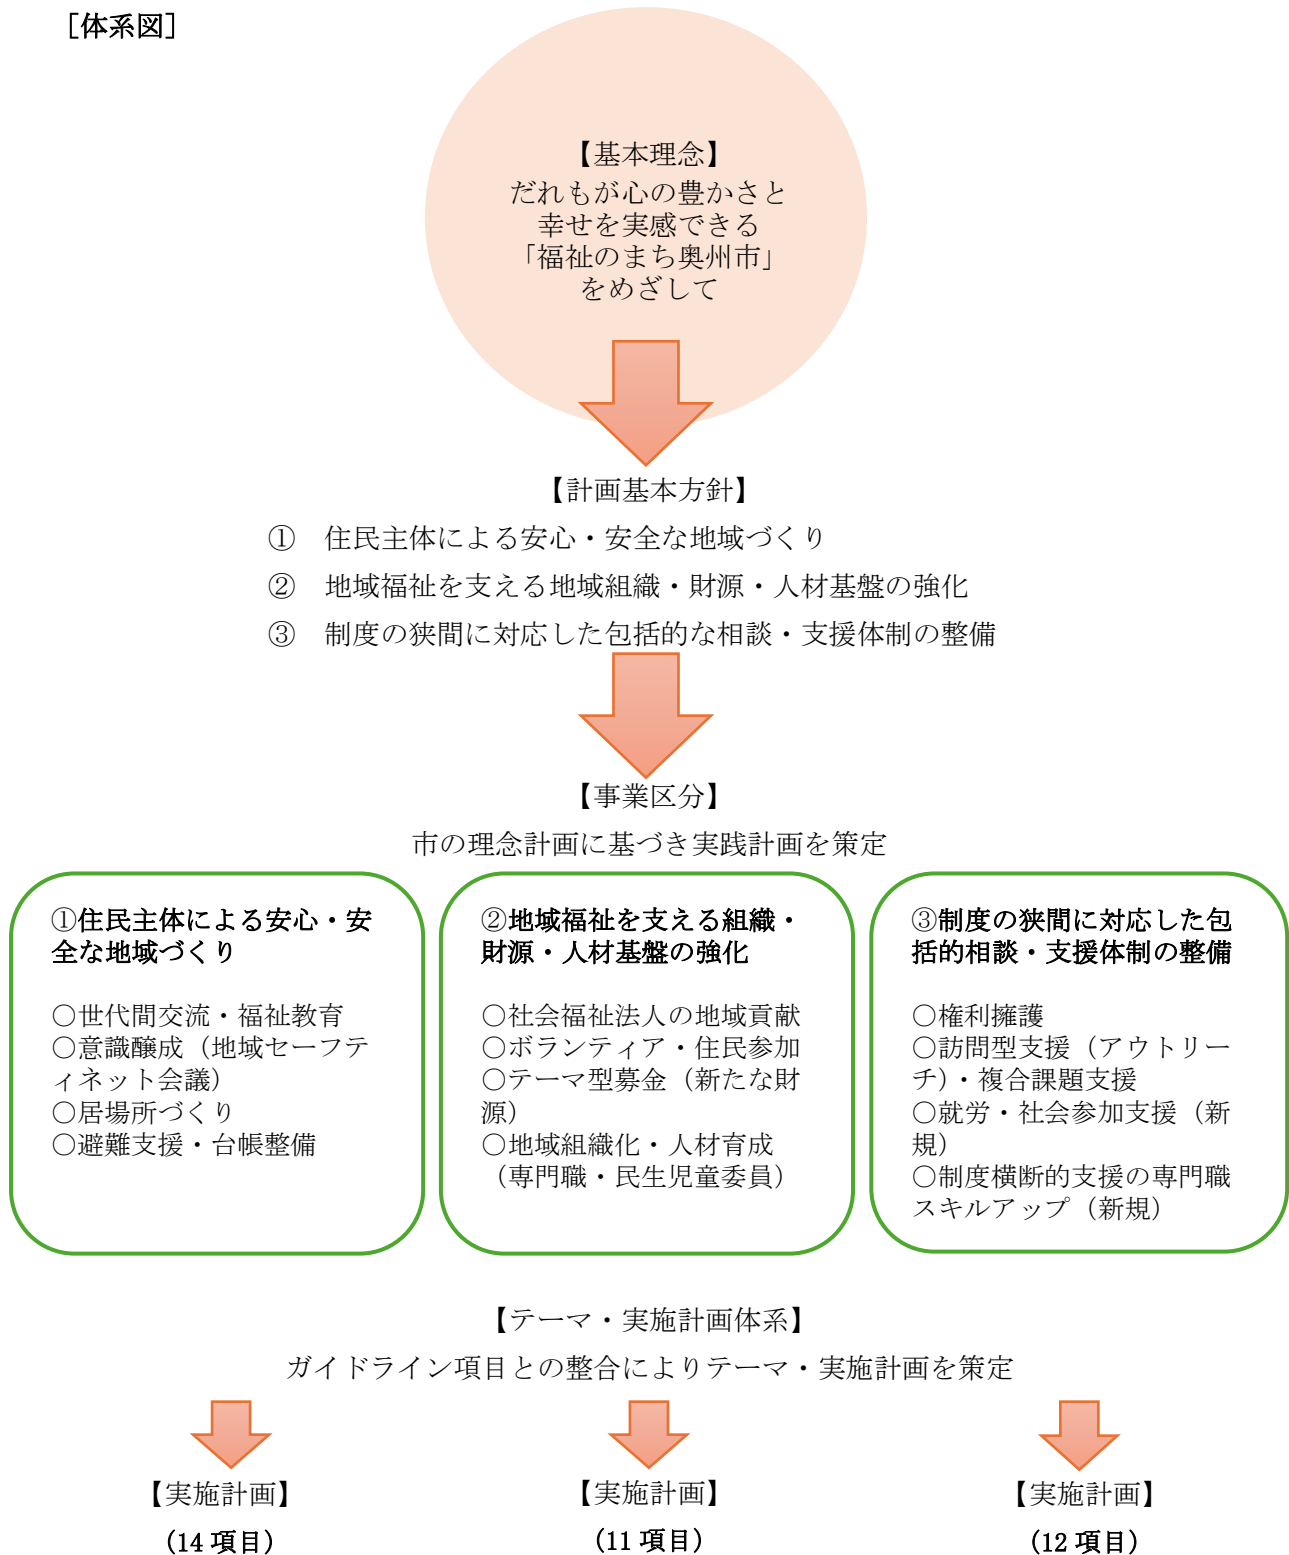 ［体系図］
【基本理念】
だれもが心の豊かさと
幸せを実感できる
「福祉のまち奥州市」
をめざして
【計画基本方針】
①　住民主体による安心・安全な地域づくり
②　地域福祉を支える地域組織・財源・人材基盤の強化
③　制度の狭間に対応した包括的な相談・支援体制の整備
【事業区分】
市の理念計画に基づき実践計画を策定
①住民主体による安心・安
全な地域づくり
○世代間交流・福祉教育
○意識醸成（地域セーフテ
ィネット会議）
○居場所づくり
○避難支援・台帳整備
②地域福祉を支える組織・
財源・人材基盤の強化
○社会福祉法人の地域貢献
○ボランティア・住民参加
○テーマ型募金（新たな財
源）
○地域組織化・人材育成
（専門職・民生児童委員）
③制度の狭間に対応した包
括的相談・支援体制の整備
○権利擁護
○訪問型支援（アウトリー
チ）・複合課題支援
○就労・社会参加支援（新
規）
○制度横断的支援の専門職
スキルアップ（新規）
【テーマ・実施計画体系】
ガイドライン項目との整合によりテーマ・実施計画を策定
【実施計画】
（14 項目）
【実施計画】
（11 項目）
【実施計画】
（12 項目）